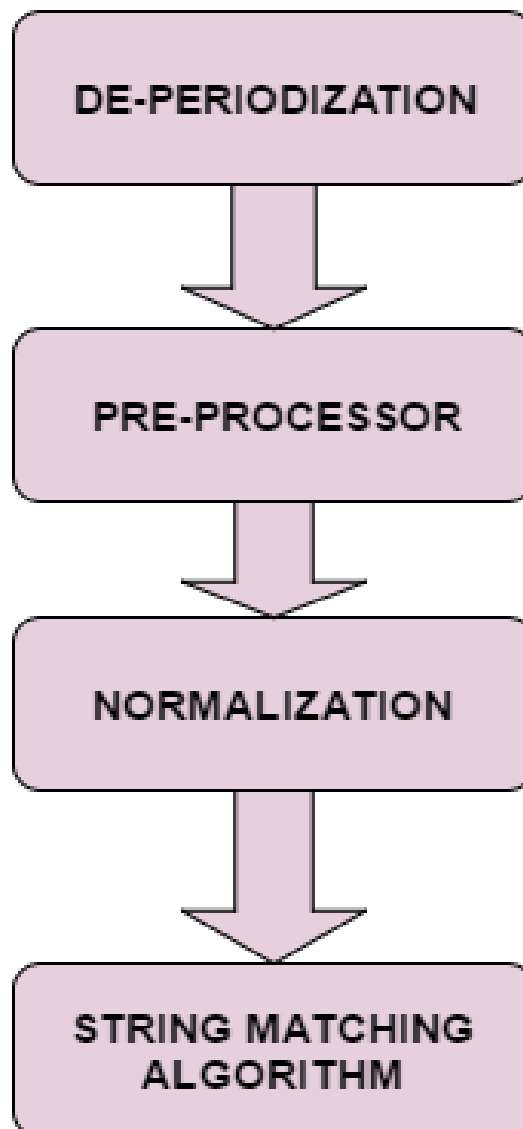 DE-PERIODIZATION
PRE-PROCESSOR
NORMALIZATION
STRING MATCHING
ALGORITHM